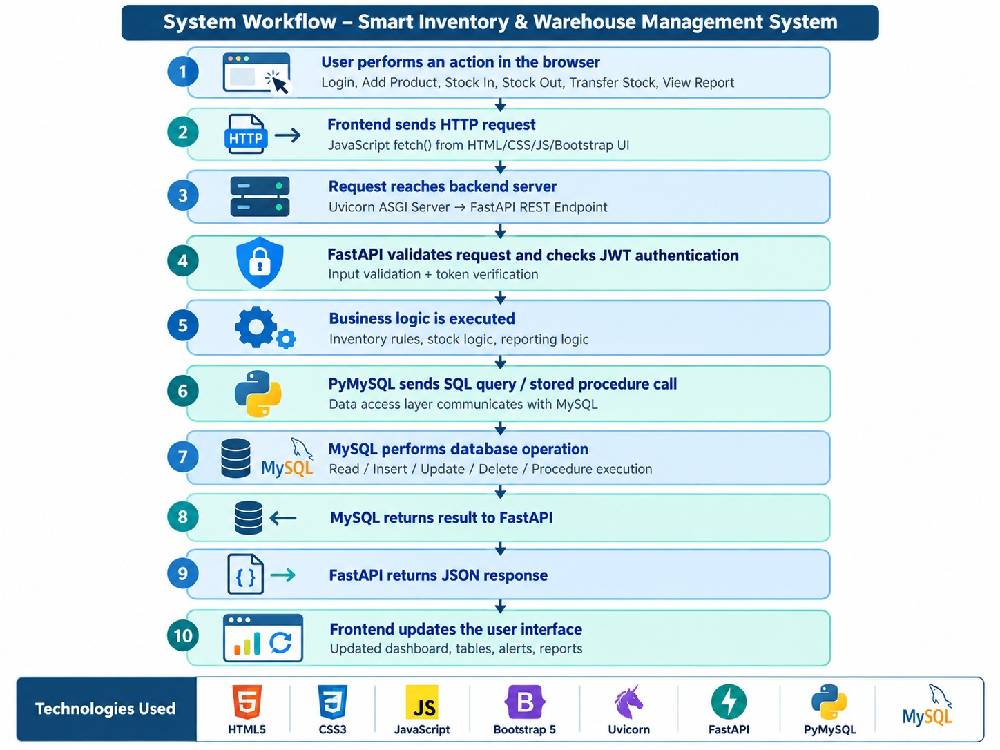 System Workflow – Smart Inventory & Warehouse Management System
1
User performs an action in the browser
Login, Add Product, Stock In, Stock Out, Transfer Stock, View Report
2
HTTP
Frontend sends HTTP request
JavaScript fetch() from HTML/CSS/JS/Bootstrap UI
3
Request reaches backend server
Uvicorn ASGI Server → FastAPI REST Endpoint
4
FastAPI validates request and checks JWT authentication
Input validation + token verification
5
Business logic is executed
Inventory rules, stock logic, reporting logic
6
PyMySQL sends SQL query / stored procedure call
Data access layer communicates with MySQL
7
MySQL
MySQL performs database operation
Read / Insert / Update / Delete / Procedure execution
8
MySQL returns result to FastAPI
9
{ }
FastAPI returns JSON response
10
Frontend updates the user interface
Updated dashboard, tables, alerts, reports
Technologies Used
5
HTML5
3
CSS3
JS
JavaScript
B
Bootstrap 5
Uvicorn
FastAPI
PyMySQL
MySQL